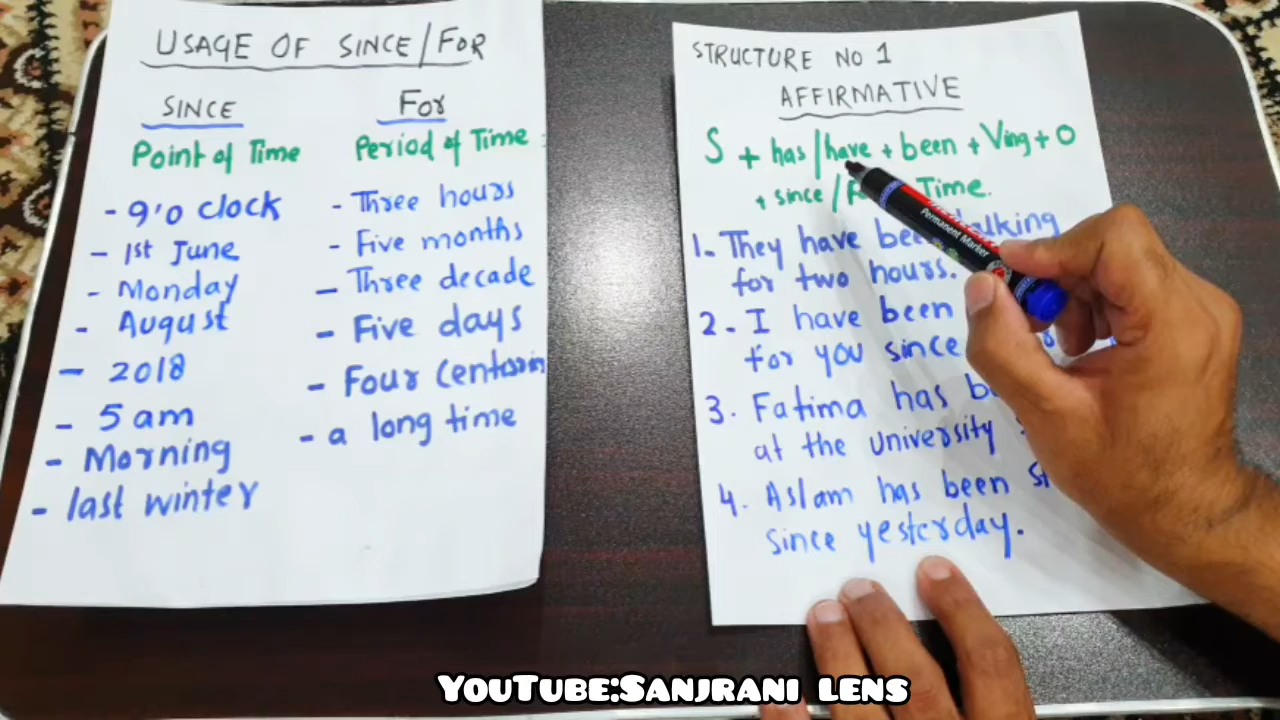 USAGE OF SINCE/FOR
SINCE
Point of Time
- 9'o clock
- 1st June
- Monday
- August
- 2018
- 5 am
- Morning
- last winter
For
Period of Time
- Three hours
- Five months
- Three decade
- Five days
- Four
- a long time
STRUCTURE NO 1
AFFIRMATIVE
S + has/have + been + Ving + O
+ since / Time.
1. They have been
for two hours.
2. I have been
for you since
3. Fatima has
at the university
4. Aslam has been
since yesterday.
Permanent Marker
YouTube:Sanjrani lens